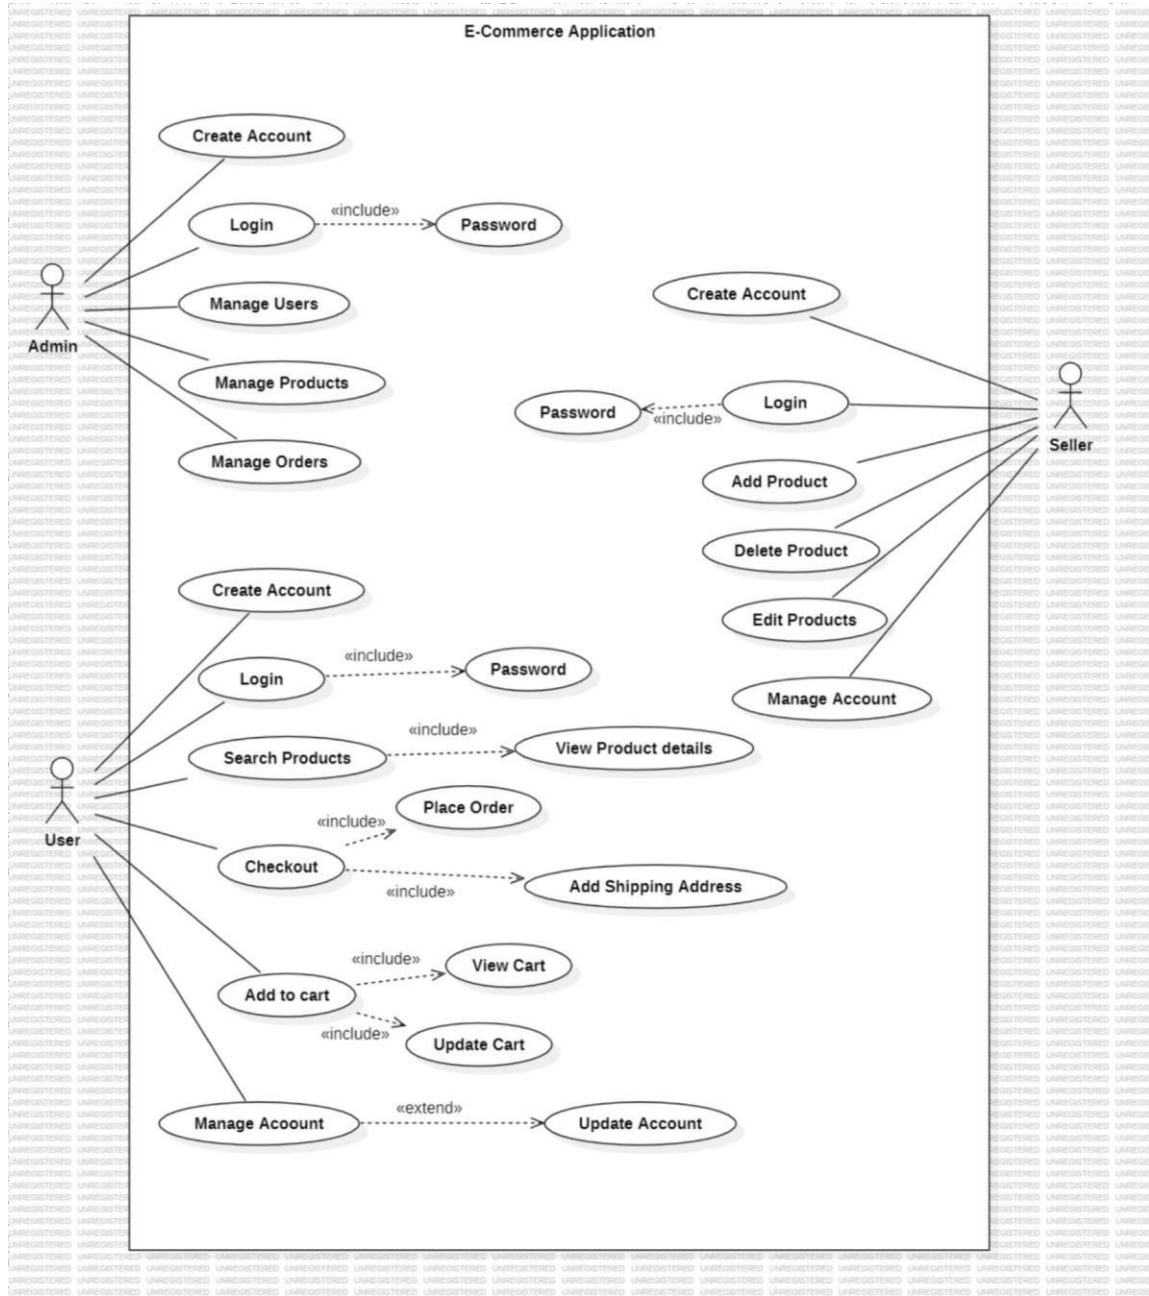 E-Commerce Application
Create Account
Login
«include»
Password
Manage Users
Admin
Manage Products
Manage Orders
Create Account
Password
«include»
Login
Seller
Add Product
Delete Product
Edit Products
Manage Account
Create Account
Login
«include»
Password
Search Products
«include»
View Product details
User
«include»
Place Order
Checkout
«include»
Add Shipping Address
Add to cart
«include»
View Cart
«include»
Update Cart
Manage Acoount
«extend»
Update Account
UNREGISTERED